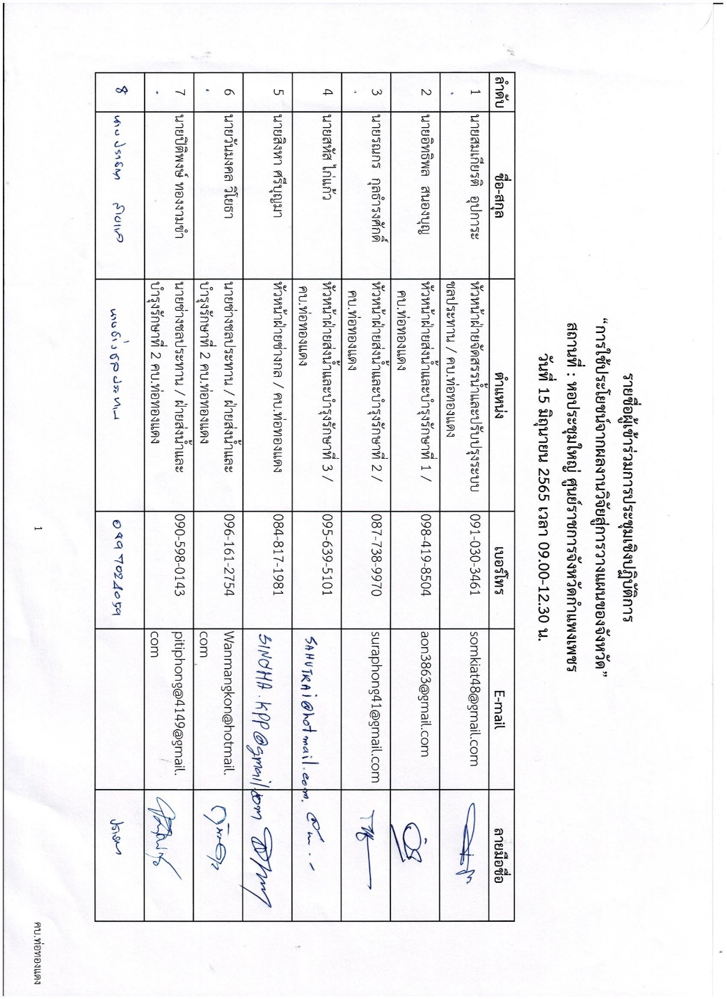 รายชื่อผู้เข้าร่วมการประชุมเชิงปฏิบัติการ
“การใช้ประโยชน์จากผลงานวิจัยสู่การวางแผนของจังหวัด”
สถานที่ : หอประชุมใหญ่ ศูนย์ราชการจังหวัดกำแพงเพชร
วันที่ 15 มิถุนายน 2565 เวลา 09.00-12.30 น.
ลำดับ ชื่อ-สกุล ตำแหน่ง เบอร์โทร E-mail ลายมือชื่อ
1 นายสมเกียรติ อุปการะ หัวหน้าฝ่ายจัดสรรน้ำและปรับปรุงระบบ 091-030-3461 somkiat48@gmail.com
ชลประทาน / คบ.ท่อทองแดง
2 นายอิทธิพล สนองบุญ หัวหน้าฝ่ายส่งน้ำและบำรุงรักษาที่ 1 / 098-419-8504 aon3863@gmail.com
คบ.ท่อทองแดง
3 นายรณกร กุลธำรงศักดิ์ หัวหน้าฝ่ายส่งน้ำและบำรุงรักษาที่ 2 / 087-738-9970 suraphong41@gmail.com
คบ.ท่อทองแดง
4 นายสหัส ไก่แก้ว หัวหน้าฝ่ายส่งน้ำและบำรุงรักษาที่ 3 / 095-639-5101 SAHUTRAI@hotmail.com.
คบ.ท่อทองแดง
5 นายสิงหา ศรีบุญมา หัวหน้าฝ่ายช่างกล / คบ.ท่อทองแดง 084-817-1981 SINGHA.KPP@gmail.com
6 นายวันมงคล วิโยธา นายช่างชลประทาน / ฝ่ายส่งน้ำและ 096-161-2754 Wanmangkon@hotmail.
บำรุงรักษาที่ 2 คบ.ท่อทองแดง com
7 นายปิติพงษ์ ทองงามขำ นายช่างชลประทาน / ฝ่ายส่งน้ำและ 090-598-0143 pitiphong@4149@gmail.
บำรุงรักษาที่ 2 คบ.ท่อทองแดง com
8 นายช่างชลประทาน
1
คบ.ท่อทองแดง